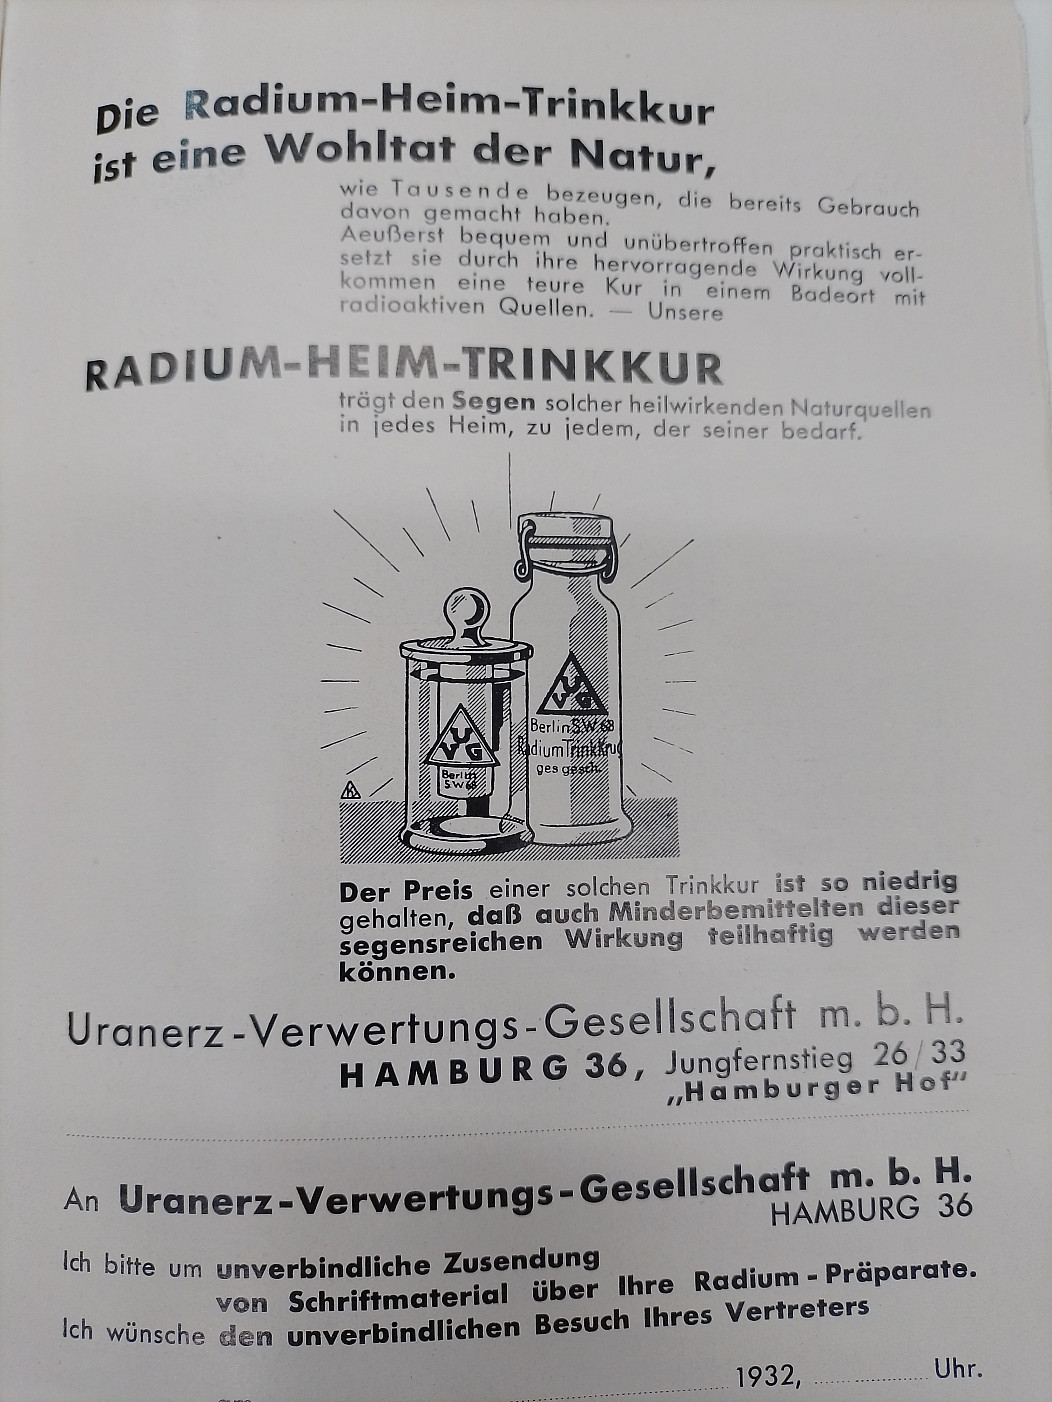 Die Radium-Heim-Trinkkur
ist eine Wohltat der Natur,
wie Tausende bezeugen, die bereits Gebrauch
davon gemacht haben.
Aeußerst bequem und unübertroffen praktisch er-
setzt sie durch ihre hervorragende Wirkung voll-
kommen eine teure Kur in einem Badeort mit
radioaktiven Quellen. — Unsere
RADIUM-HEIM-TRINKKUR
trägt den Segen solcher heilwirkenden Naturquellen
in jedes Heim, zu jedem, der seiner bedarf.
UVG
Berlin S.W 68
Radium Trink Krug
ges gesch.
UVG
Berlin
S.W 68
K
Der Preis einer solchen Trinkkur ist so niedrig
gehalten, daß auch Minderbemittelten dieser
segensreichen Wirkung teilhaftig werden
können.
Uranerz-Verwertungs-Gesellschaft m. b. H.
HAMBURG 36, Jungfernstieg 26/33
„Hamburger Hof“
An Uranerz-Verwertungs-Gesellschaft m. b. H.
HAMBURG 36
Ich bitte um unverbindliche Zusendung
von Schriftmaterial über Ihre Radium-Präparate.
Ich wünsche den unverbindlichen Besuch Ihres Vertreters
1932, Uhr.